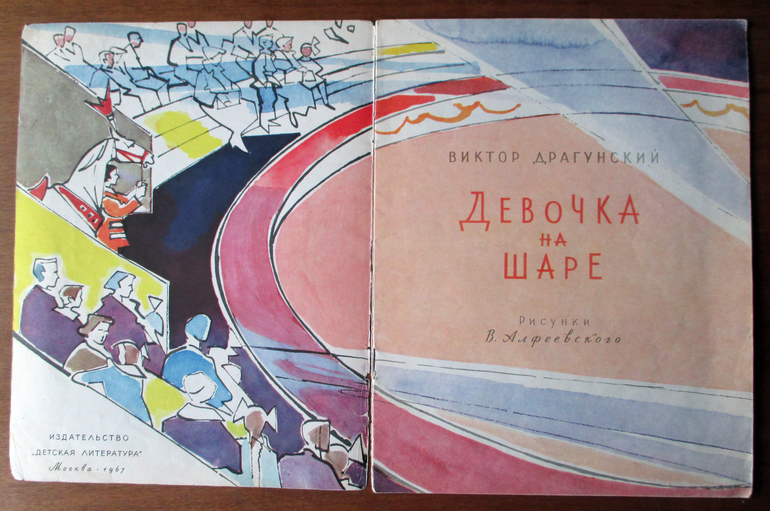 ИЗДАТЕЛЬСТВО
„ДЕТСКАЯ ЛИТЕРАТУРА“
Москва - 1967
ВИКТОР ДРАГУНСКИЙ
ДЕВОЧКА
НА
ШАРЕ
Рисунки
В. Алфеевского